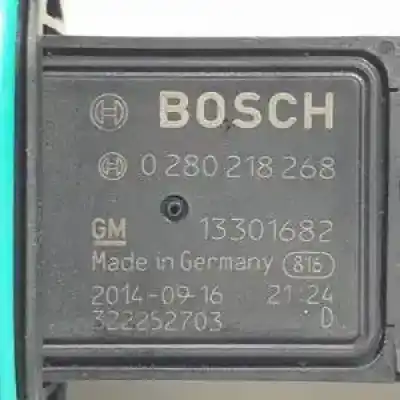 BOSCH
0 280 218 268
GM 13301682
Made in Germany 816
2014-09-16 21:24
322252703 D